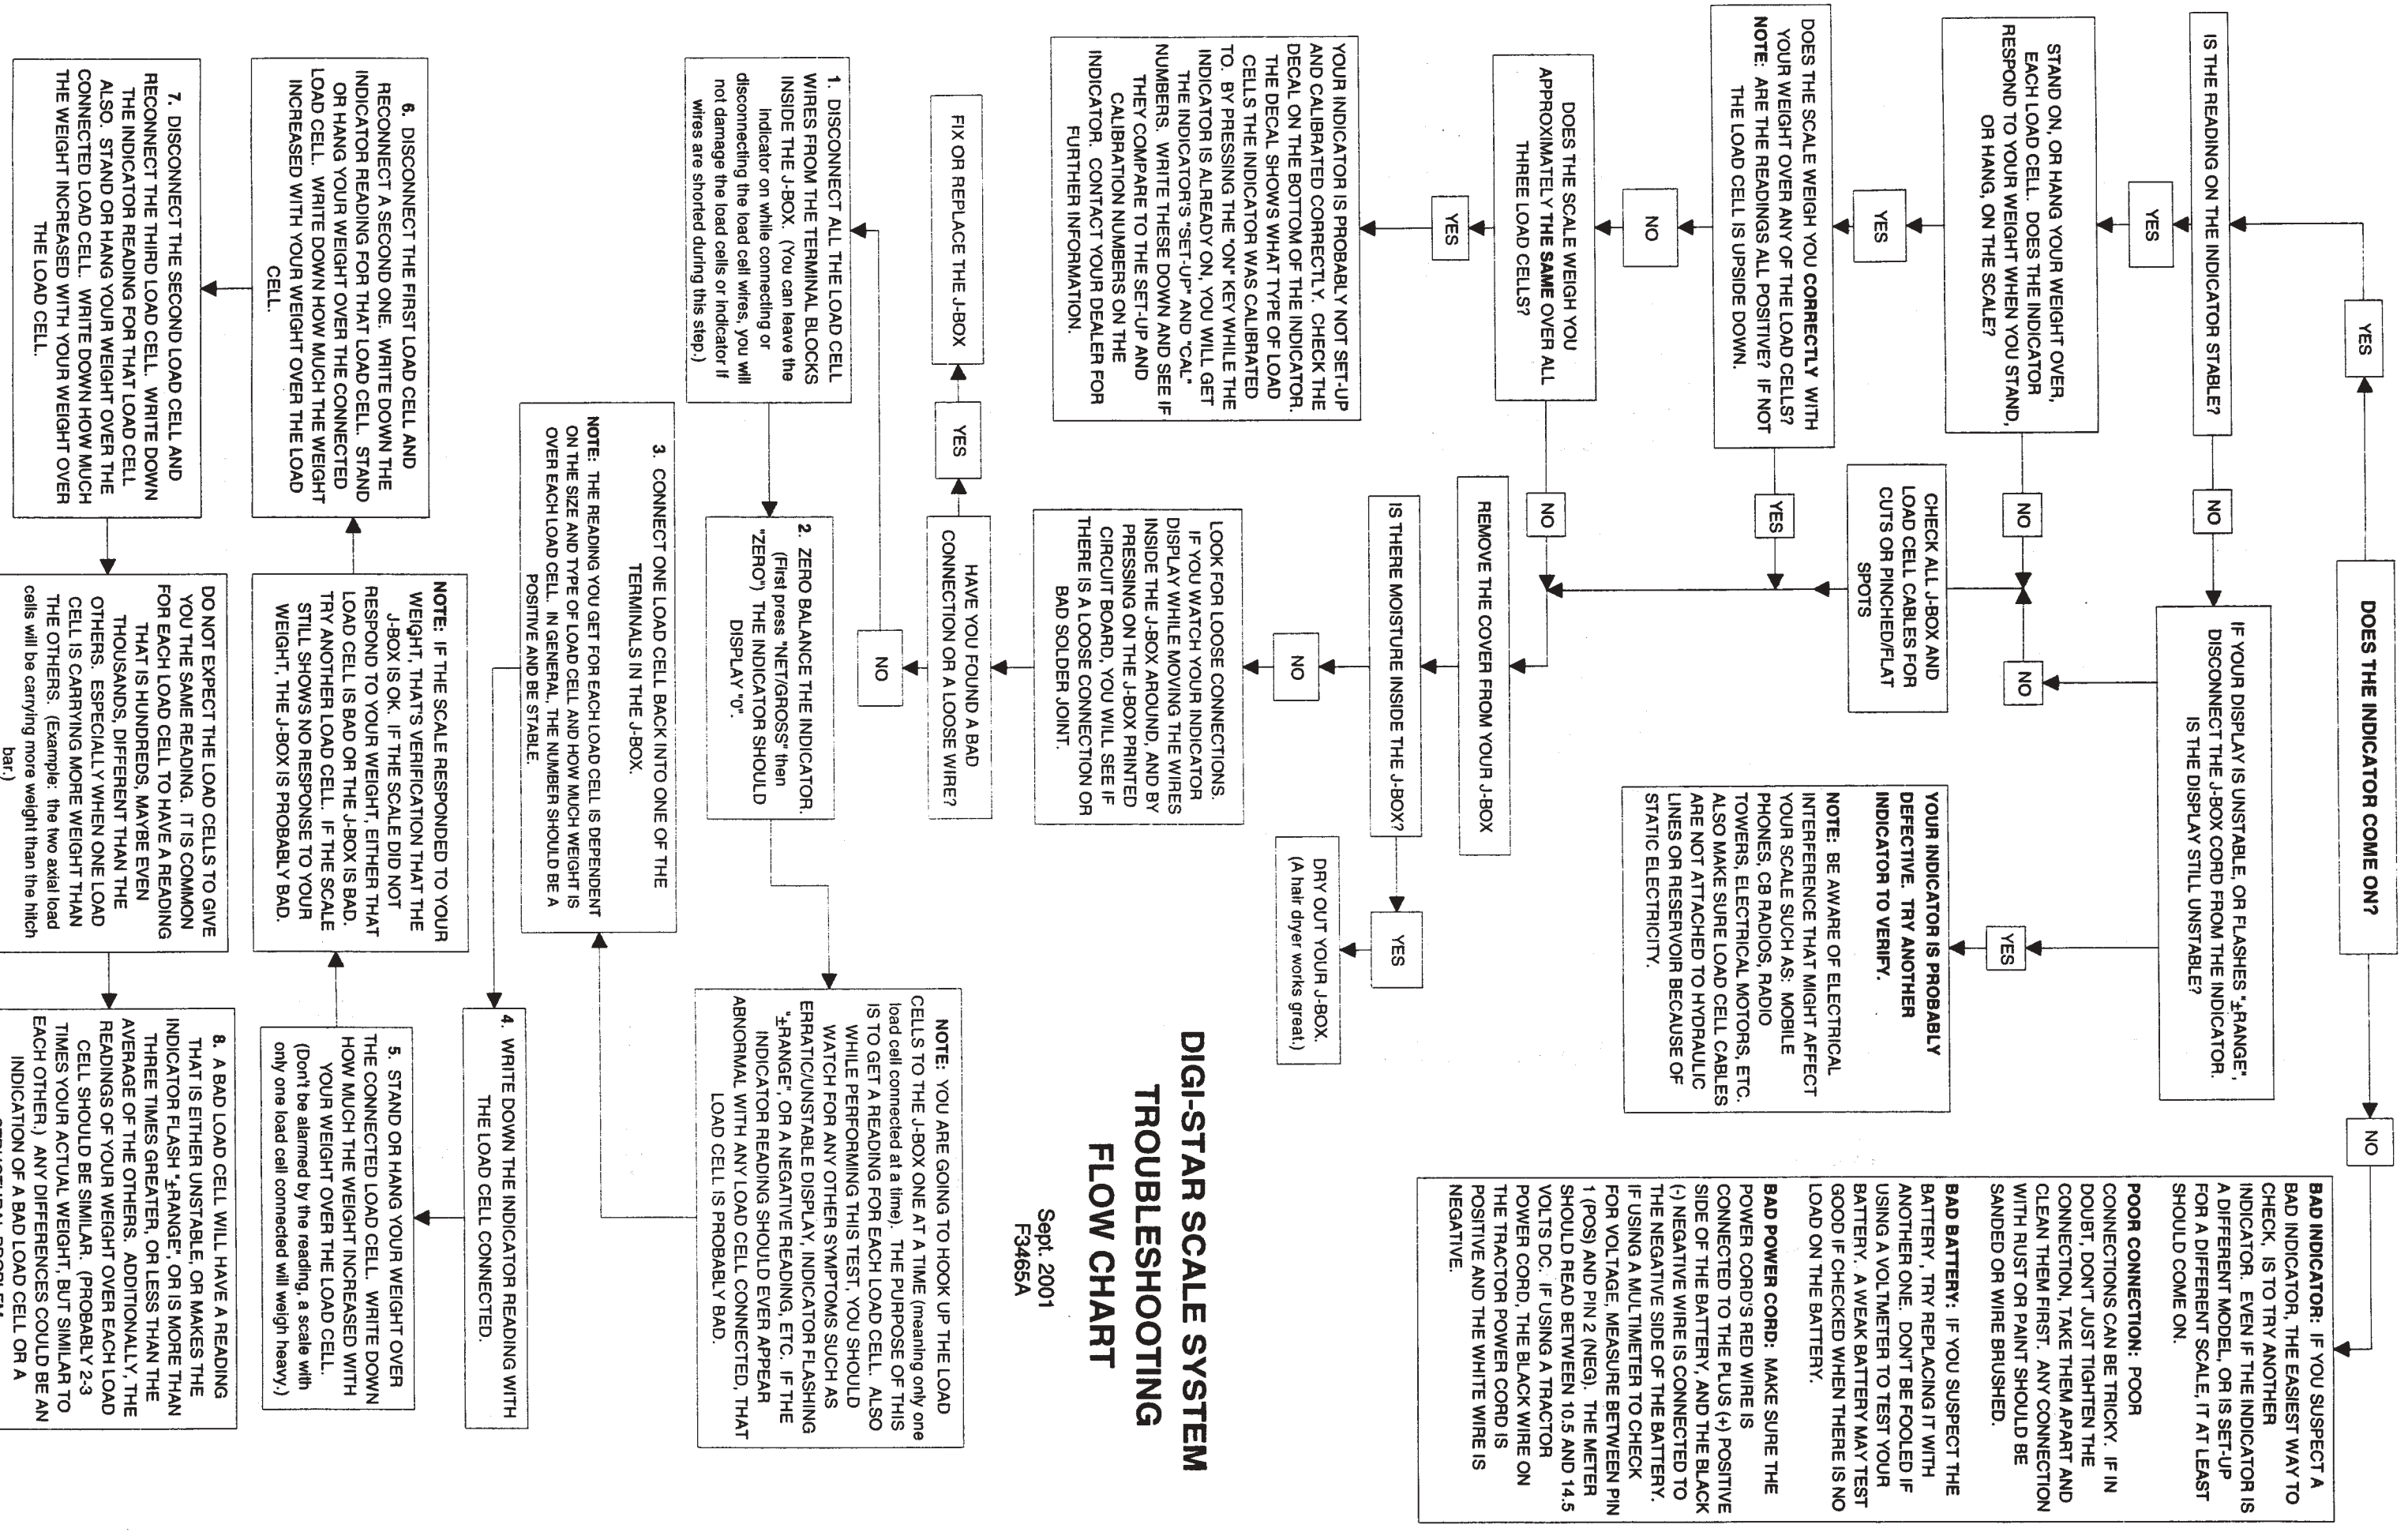 DOES THE INDICATOR COME ON?
YES
NO
IS THE READING ON THE INDICATOR STABLE?
YES
NO
IF YOUR DISPLAY IS UNSTABLE, OR FLASHES "±RANGE",
DISCONNECT THE J-BOX CORD FROM THE INDICATOR.
IS THE DISPLAY STILL UNSTABLE?
NO
YES
BAD INDICATOR: IF YOU SUSPECT A
BAD INDICATOR, THE EASIEST WAY TO
CHECK, IS TO TRY ANOTHER
INDICATOR. EVEN IF THE INDICATOR IS
A DIFFERENT MODEL, OR IS SET-UP
FOR A DIFFERENT SCALE, IT AT LEAST
SHOULD COME ON.
POOR CONNECTION: POOR
CONNECTIONS CAN BE TRICKY. IF IN
DOUBT, DON'T JUST TIGHTEN THE
CONNECTION, TAKE THEM APART AND
CLEAN THEM FIRST. ANY CONNECTION
WITH RUST OR PAINT SHOULD BE
SANDED OR WIRE BRUSHED.
BAD BATTERY: IF YOU SUSPECT THE
BATTERY , TRY REPLACING IT WITH
ANOTHER ONE. DON'T BE FOOLED IF
USING A VOLTMETER TO TEST YOUR
BATTERY. A WEAK BATTERY MAY TEST
GOOD IF CHECKED WHEN THERE IS NO
LOAD ON THE BATTERY.
BAD POWER CORD: MAKE SURE THE
POWER CORD'S RED WIRE IS
CONNECTED TO THE PLUS (+) POSITIVE
SIDE OF THE BATTERY, AND THE BLACK
(-) NEGATIVE WIRE IS CONNECTED TO
THE NEGATIVE SIDE OF THE BATTERY.
IF USING A MULTIMETER TO CHECK
FOR VOLTAGE, MEASURE BETWEEN PIN
1 (POS) AND PIN 2 (NEG). THE METER
SHOULD READ BETWEEN 10.5 AND 14.5
VOLTS DC. IF USING A TRACTOR
POWER CORD, THE BLACK WIRE ON
THE TRACTOR POWER CORD IS
POSITIVE AND THE WHITE WIRE IS
NEGATIVE.
STAND ON, OR HANG YOUR WEIGHT OVER,
EACH LOAD CELL. DOES THE INDICATOR
RESPOND TO YOUR WEIGHT WHEN YOU STAND,
OR HANG, ON THE SCALE?
YES
NO
CHECK ALL J-BOX AND
LOAD CELL CABLES FOR
CUTS OR PINCHED/FLAT
SPOTS
YOUR INDICATOR IS PROBABLY
DEFECTIVE. TRY ANOTHER
INDICATOR TO VERIFY.
NOTE: BE AWARE OF ELECTRICAL
INTERFERENCE THAT MIGHT AFFECT
YOUR SCALE SUCH AS: MOBILE
PHONES, CB RADIOS, RADIO
TOWERS, ELECTRICAL MOTORS, ETC.
ALSO MAKE SURE LOAD CELL CABLES
ARE NOT ATTACHED TO HYDRAULIC
LINES OR RESERVOIR BECAUSE OF
STATIC ELECTRICITY.
DOES THE SCALE WEIGH YOU CORRECTLY WITH
YOUR WEIGHT OVER ANY OF THE LOAD CELLS?
NOTE: ARE THE READINGS ALL POSITIVE? IF NOT
THE LOAD CELL IS UPSIDE DOWN.
NO
YES
DOES THE SCALE WEIGH YOU
APPROXIMATELY THE SAME OVER ALL
THREE LOAD CELLS?
YES
NO
REMOVE THE COVER FROM YOUR J-BOX
IS THERE MOISTURE INSIDE THE J-BOX?
NO
YES
DRY OUT YOUR J-BOX.
(A hair dryer works great.)
YOUR INDICATOR IS PROBABLY NOT SET-UP
AND CALIBRATED CORRECTLY. CHECK THE
DECAL ON THE BOTTOM OF THE INDICATOR.
THE DECAL SHOWS WHAT TYPE OF LOAD
CELLS THE INDICATOR WAS CALIBRATED
TO. BY PRESSING THE "ON" KEY WHILE THE
INDICATOR IS ALREADY ON, YOU WILL GET
THE INDICATOR'S "SET-UP" AND "CAL"
NUMBERS. WRITE THESE DOWN AND SEE IF
THEY COMPARE TO THE SET-UP AND
CALIBRATION NUMBERS ON THE
INDICATOR. CONTACT YOUR DEALER FOR
FURTHER INFORMATION.
LOOK FOR LOOSE CONNECTIONS.
IF YOU WATCH YOUR INDICATOR
DISPLAY WHILE MOVING THE WIRES
INSIDE THE J-BOX AROUND, AND BY
PRESSING ON THE J-BOX PRINTED
CIRCUIT BOARD, YOU WILL SEE IF
THERE IS A LOOSE CONNECTION OR
BAD SOLDER JOINT.
DIGI-STAR SCALE SYSTEM
TROUBLESHOOTING
FLOW CHART
Sept. 2001
F3465A
FIX OR REPLACE THE J-BOX
YES
HAVE YOU FOUND A BAD
CONNECTION OR A LOOSE WIRE?
NO
1. DISCONNECT ALL THE LOAD CELL
WIRES FROM THE TERMINAL BLOCKS
INSIDE THE J-BOX. (You can leave the
indicator on while connecting or
disconnecting the load cell wires, you will
not damage the load cells or indicator if
wires are shorted during this step.)
2. ZERO BALANCE THE INDICATOR.
(First press "NET/GROSS" then
"ZERO") THE INDICATOR SHOULD
DISPLAY "0".
NOTE: YOU ARE GOING TO HOOK UP THE LOAD
CELLS TO THE J-BOX ONE AT A TIME (meaning only one
load cell connected at a time). THE PURPOSE OF THIS
IS TO GET A READING FOR EACH LOAD CELL. ALSO
WHILE PERFORMING THIS TEST, YOU SHOULD
WATCH FOR ANY OTHER SYMPTOMS SUCH AS
ERRATIC/UNSTABLE DISPLAY, INDICATOR FLASHING
"±RANGE", OR A NEGATIVE READING, ETC. IF THE
INDICATOR READING SHOULD EVER APPEAR
ABNORMAL WITH ANY LOAD CELL CONNECTED, THAT
LOAD CELL IS PROBABLY BAD.
3. CONNECT ONE LOAD CELL BACK INTO ONE OF THE
TERMINALS IN THE J-BOX.
NOTE: THE READING YOU GET FOR EACH LOAD CELL IS DEPENDENT
ON THE SIZE AND TYPE OF LOAD CELL AND HOW MUCH WEIGHT IS
OVER EACH LOAD CELL. IN GENERAL, THE NUMBER SHOULD BE A
POSITIVE AND BE STABLE.
4. WRITE DOWN THE INDICATOR READING WITH
THE LOAD CELL CONNECTED.
5. STAND OR HANG YOUR WEIGHT OVER
THE CONNECTED LOAD CELL. WRITE DOWN
HOW MUCH THE WEIGHT INCREASED WITH
YOUR WEIGHT OVER THE LOAD CELL.
(Don't be alarmed by the reading, a scale with
only one load cell connected will weigh heavy.)
NOTE: IF THE SCALE RESPONDED TO YOUR
WEIGHT, THAT'S VERIFICATION THAT THE
J-BOX IS OK. IF THE SCALE DID NOT
RESPOND TO YOUR WEIGHT, EITHER THAT
LOAD CELL IS BAD OR THE J-BOX IS BAD.
TRY ANOTHER LOAD CELL. IF THE SCALE
STILL SHOWS NO RESPONSE TO YOUR
WEIGHT, THE J-BOX IS PROBABLY BAD.
6. DISCONNECT THE FIRST LOAD CELL AND
RECONNECT A SECOND ONE. WRITE DOWN THE
INDICATOR READING FOR THAT LOAD CELL. STAND
OR HANG YOUR WEIGHT OVER THE CONNECTED
LOAD CELL. WRITE DOWN HOW MUCH THE WEIGHT
INCREASED WITH YOUR WEIGHT OVER THE LOAD
CELL.
7. DISCONNECT THE SECOND LOAD CELL AND
RECONNECT THE THIRD LOAD CELL. WRITE DOWN
THE INDICATOR READING FOR THAT LOAD CELL
ALSO. STAND OR HANG YOUR WEIGHT OVER THE
CONNECTED LOAD CELL. WRITE DOWN HOW MUCH
THE WEIGHT INCREASED WITH YOUR WEIGHT OVER
THE LOAD CELL.
DO NOT EXPECT THE LOAD CELLS TO GIVE
YOU THE SAME READING. IT IS COMMON
FOR EACH LOAD CELL TO HAVE A READING
THAT IS HUNDREDS, MAYBE EVEN
THOUSANDS, DIFFERENT THAN THE
OTHERS. ESPECIALLY WHEN ONE LOAD
CELL IS CARRYING MORE WEIGHT THAN
THE OTHERS. (Example: the two axial load
cells will be carrying more weight than the hitch
bar.)
8. A BAD LOAD CELL WILL HAVE A READING
THAT IS EITHER UNSTABLE, OR MAKES THE
INDICATOR FLASH "±RANGE", OR IS MORE THAN
THREE TIMES GREATER, OR LESS THAN THE
AVERAGE OF THE OTHERS. ADDITIONALLY, THE
READINGS OF YOUR WEIGHT OVER EACH LOAD
CELL SHOULD BE SIMILAR. (PROBABLY 2-3
TIMES YOUR ACTUAL WEIGHT, BUT SIMILAR TO
EACH OTHER.) ANY DIFFERENCES COULD BE AN
INDICATION OF A BAD LOAD CELL OR A